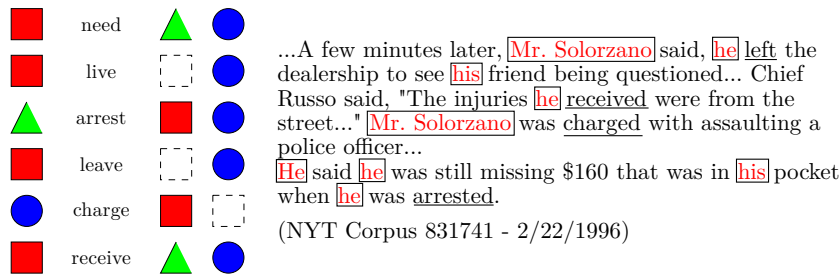 need
live
arrest
leave
charge
receive
...A few minutes later, Mr. Solorzano said, he left the
dealership to see his friend being questioned... Chief
Russo said, "The injuries he received were from the
street..." Mr. Solorzano was charged with assaulting a
police officer...
He said he was still missing $160 that was in his pocket
when he was arrested.
(NYT Corpus 831741 - 2/22/1996)